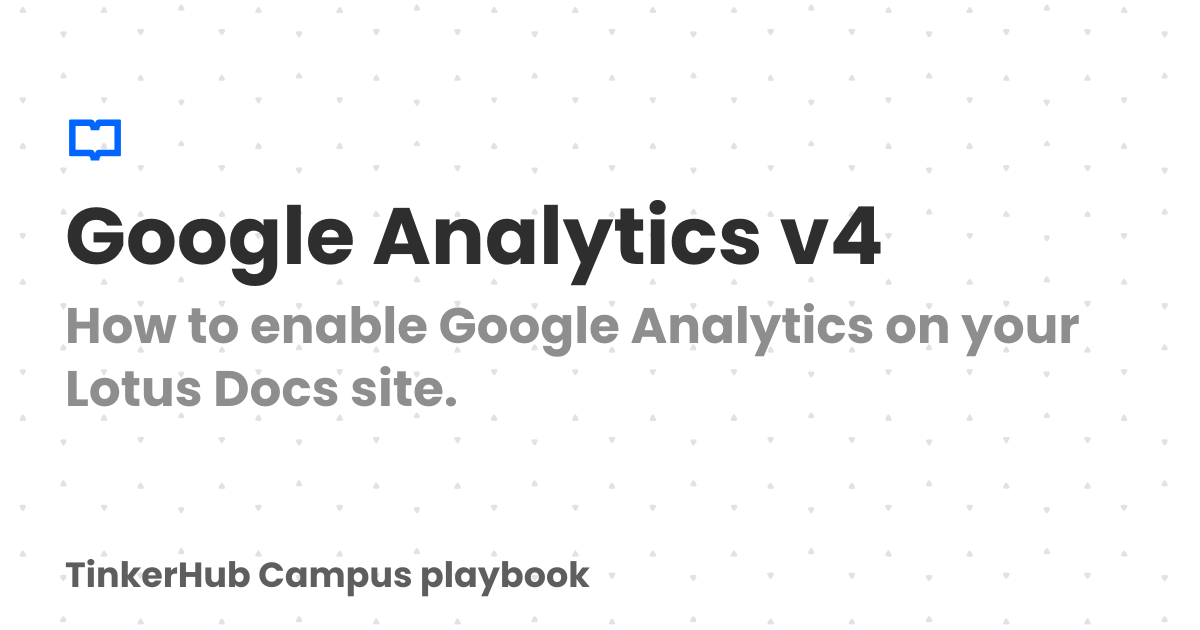 Google Analytics v4
How to enable Google Analytics on your
Lotus Docs site.
TinkerHub Campus playbook